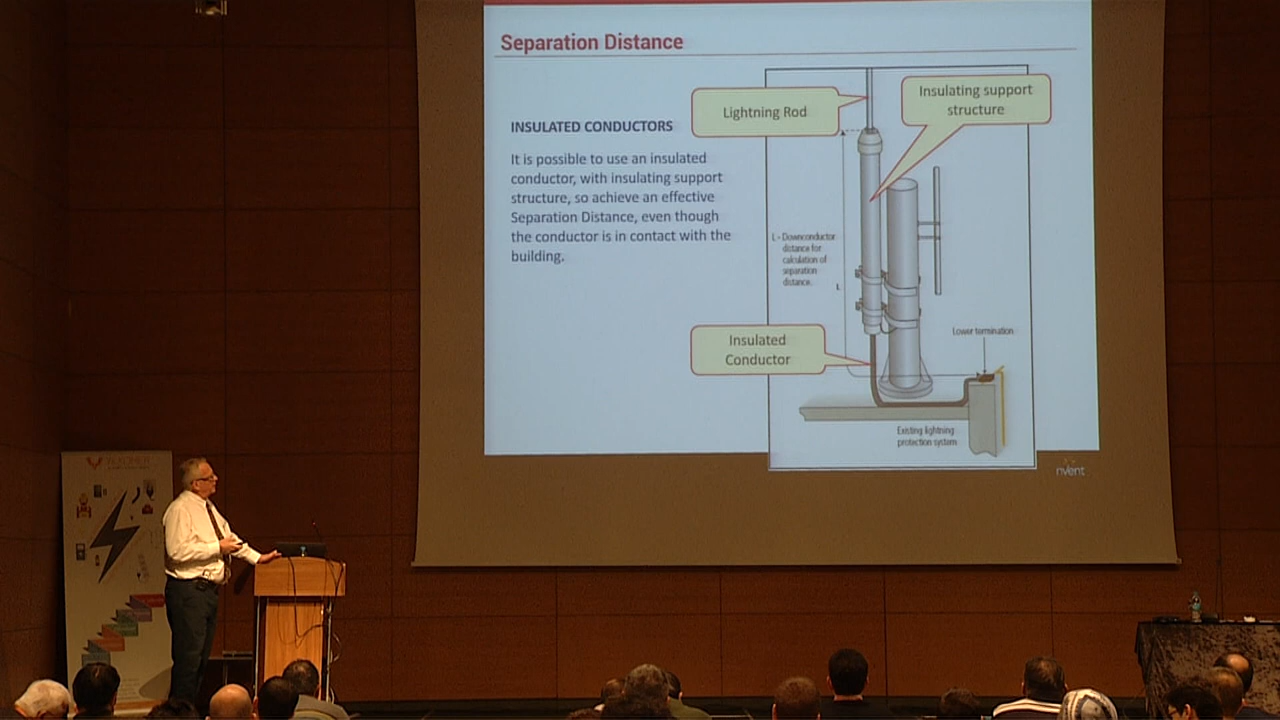 Separation Distance
INSULATED CONDUCTORS
It is possible to use an insulated
conductor, with insulating support
structure, so achieve an effective
Separation Distance, even though
the conductor is in contact with the
building.
Lightning Rod
Insulating support
structure
L - Downconductor
distance for
calculation of
separation
distance.
L
Insulated
Conductor
Lower termination
Existing lightning
protection system
nvent